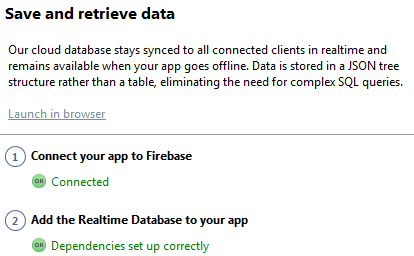 Save and retrieve data
Our cloud database stays synced to all connected clients in realtime and
remains available when your app goes offline. Data is stored in a JSON tree
structure rather than a table, eliminating the need for complex SQL queries.
Launch in browser
1 Connect your app to Firebase
OK Connected
2 Add the Realtime Database to your app
OK Dependencies set up correctly